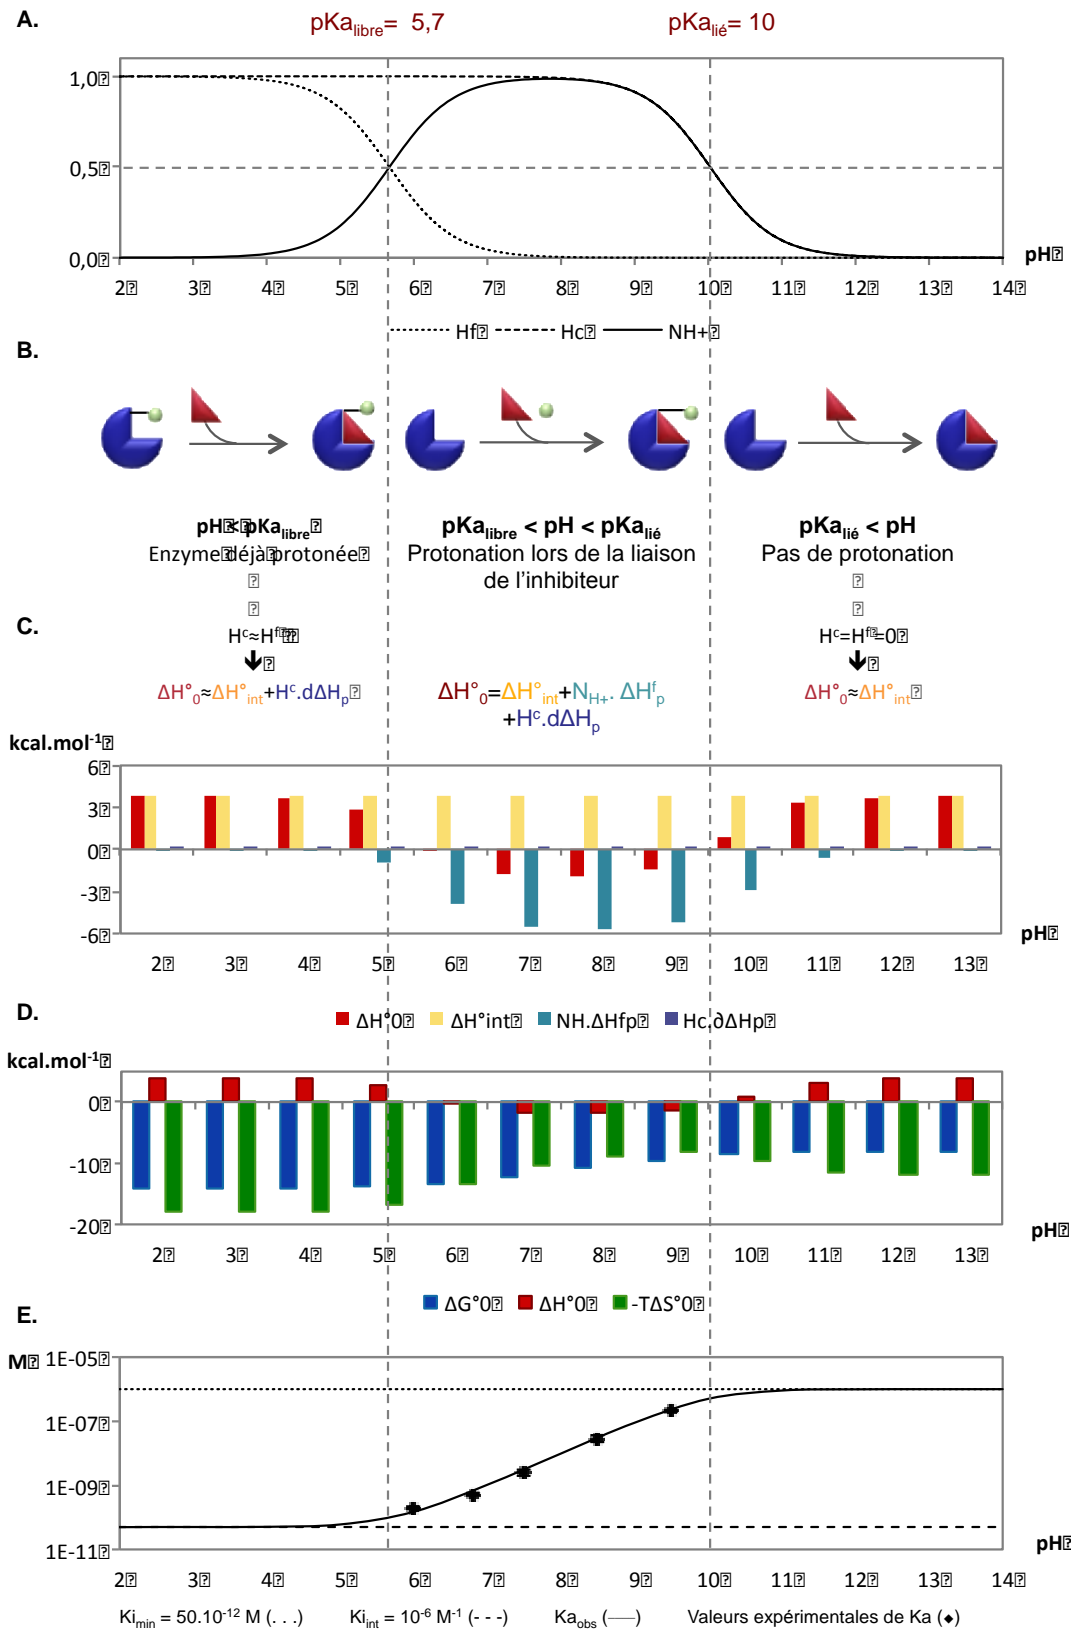 A.
pKalibre= 5,7
pKalié= 10
1,0
0,5
0,0
pH
2 3 4 5 6 7 8 9 10 11 12 13 14
Hf Hc NH+
B.
pH < pKalibre
Enzyme déjà protonée
pKalibre < pH < pKalié
Protonation lors de la liaison
de l'inhibiteur
pKalié < pH
Pas de protonation
C.
Hc≈Hf
ΔH°0≈ΔH°int+Hc.dΔHp
ΔH°0=ΔH°int+NH+. ΔHfp
+Hc.dΔHp
Hc=Hf=0
ΔH°0≈ΔH°int
kcal.mol-1
6
3
0
-3
-6
pH
2 3 4 5 6 7 8 9 10 11 12 13
D.
ΔH°0 ΔH°int NH.ΔHfp Hc.∂ΔHp
kcal.mol-1
0
-10
-20
pH
2 3 4 5 6 7 8 9 10 11 12 13
E.
ΔG°0 ΔH°0 -TΔS°0
M
1E-05
1E-07
1E-09
1E-11
pH
2 3 4 5 6 7 8 9 10 11 12 13 14
Kimin = 50.10-12 M (. . .) Kiint = 10-6 M-1 (- - -) Kaobs (——) Valeurs expérimentales de Ka (◆)